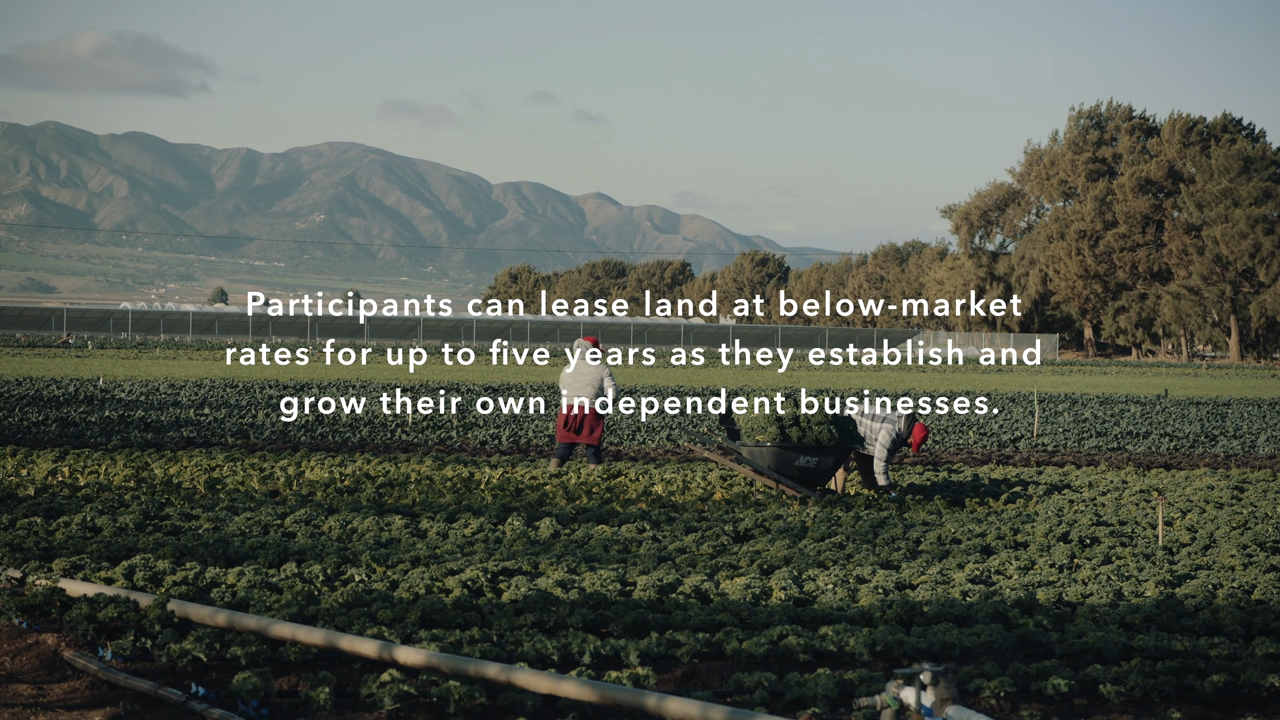 Participants can lease land at below-market
rates for up to five years as they establish and
grow their own independent businesses.
ACE